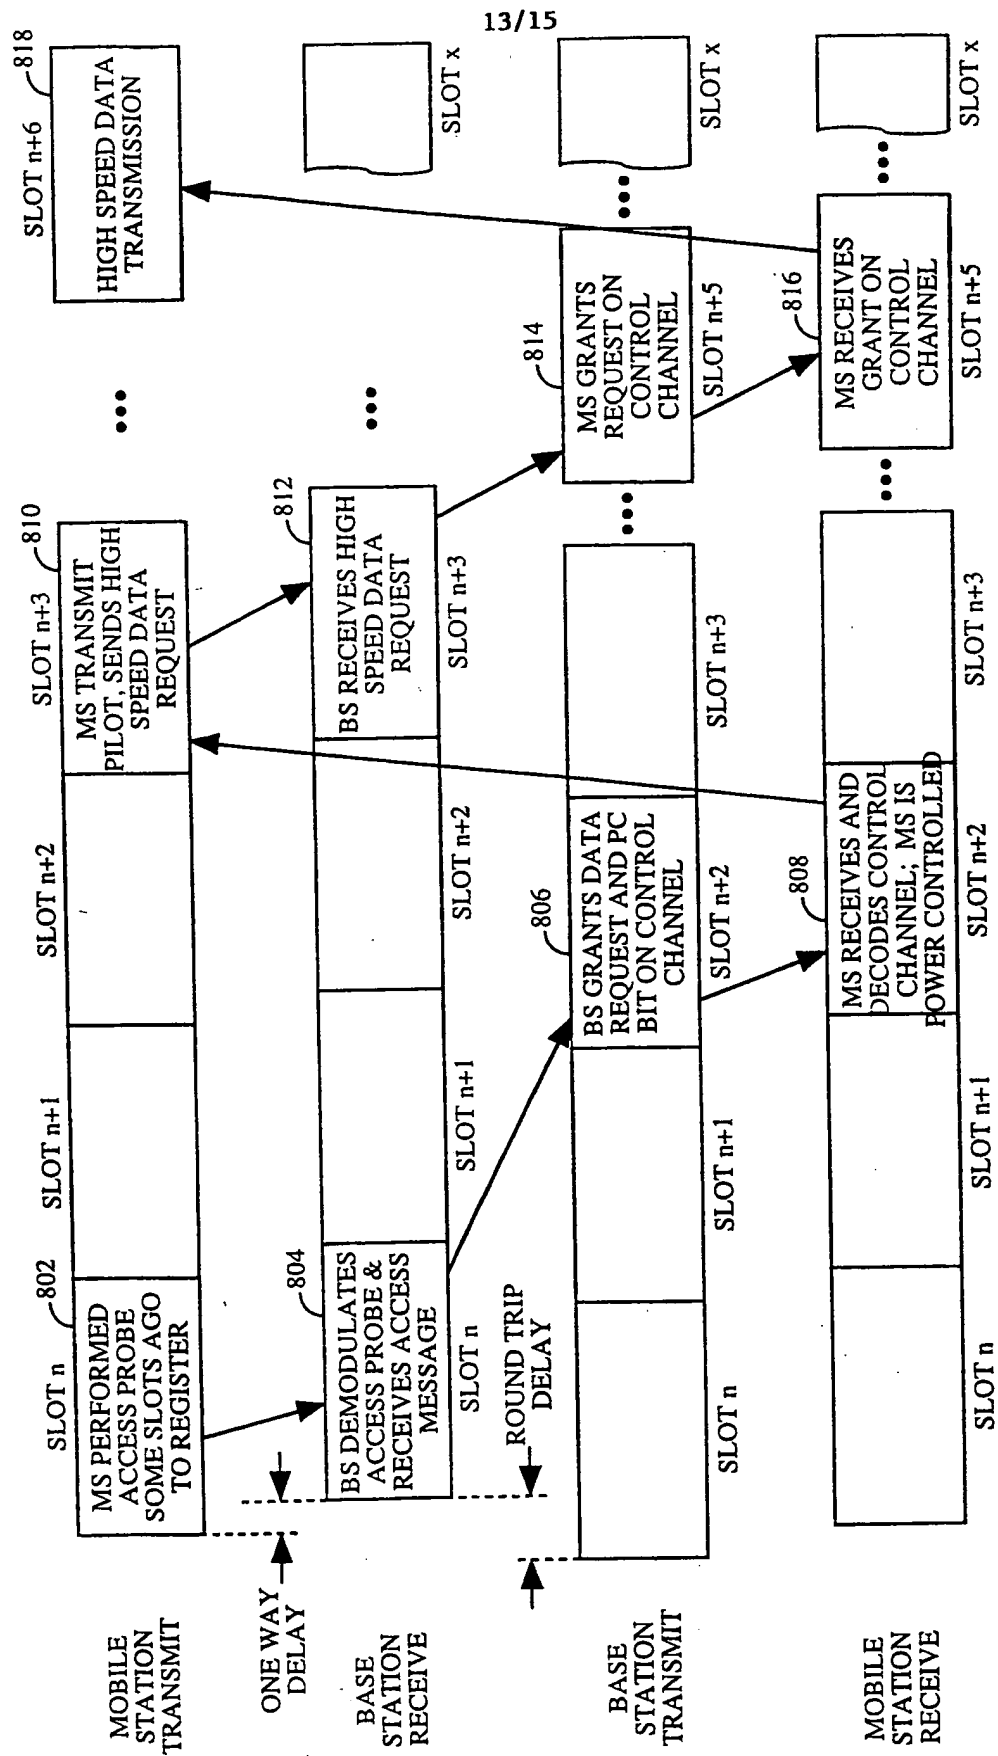 13/15
MOBILE
STATION
TRANSMIT
SLOT n
802
MS PERFORMED
ACCESS PROBE
SOME SLOTS AGO
TO REGISTER
SLOT n+1
SLOT n+2
SLOT n+3
810
MS TRANSMIT
PILOT, SENDS HIGH
SPEED DATA
REQUEST
SLOT n+6
818
HIGH SPEED DATA
TRANSMISSION
ONE WAY
DELAY
BASE
STATION
RECEIVE
804
BS DEMODULATES
ACCESS PROBE &
RECEIVES ACCESS
MESSAGE
SLOT n
SLOT n+1
SLOT n+2
812
BS RECEIVES HIGH
SPEED DATA
REQUEST
SLOT n+3
SLOT x
ROUND TRIP
DELAY
BASE
STATION
TRANSMIT
SLOT n
SLOT n+1
806
BS GRANTS DATA
REQUEST AND PC
BIT ON CONTROL
CHANNEL
SLOT n+2
SLOT n+3
814
MS GRANTS
REQUEST ON
CONTROL
CHANNEL
SLOT n+5
SLOT x
MOBILE
STATION
RECEIVE
SLOT n
SLOT n+1
808
MS RECEIVES AND
DECODES CONTROL
CHANNEL; MS IS
POWER CONTROLLED
SLOT n+2
SLOT n+3
816
MS RECEIVES
GRANT ON
CONTROL
CHANNEL
SLOT n+5
SLOT x